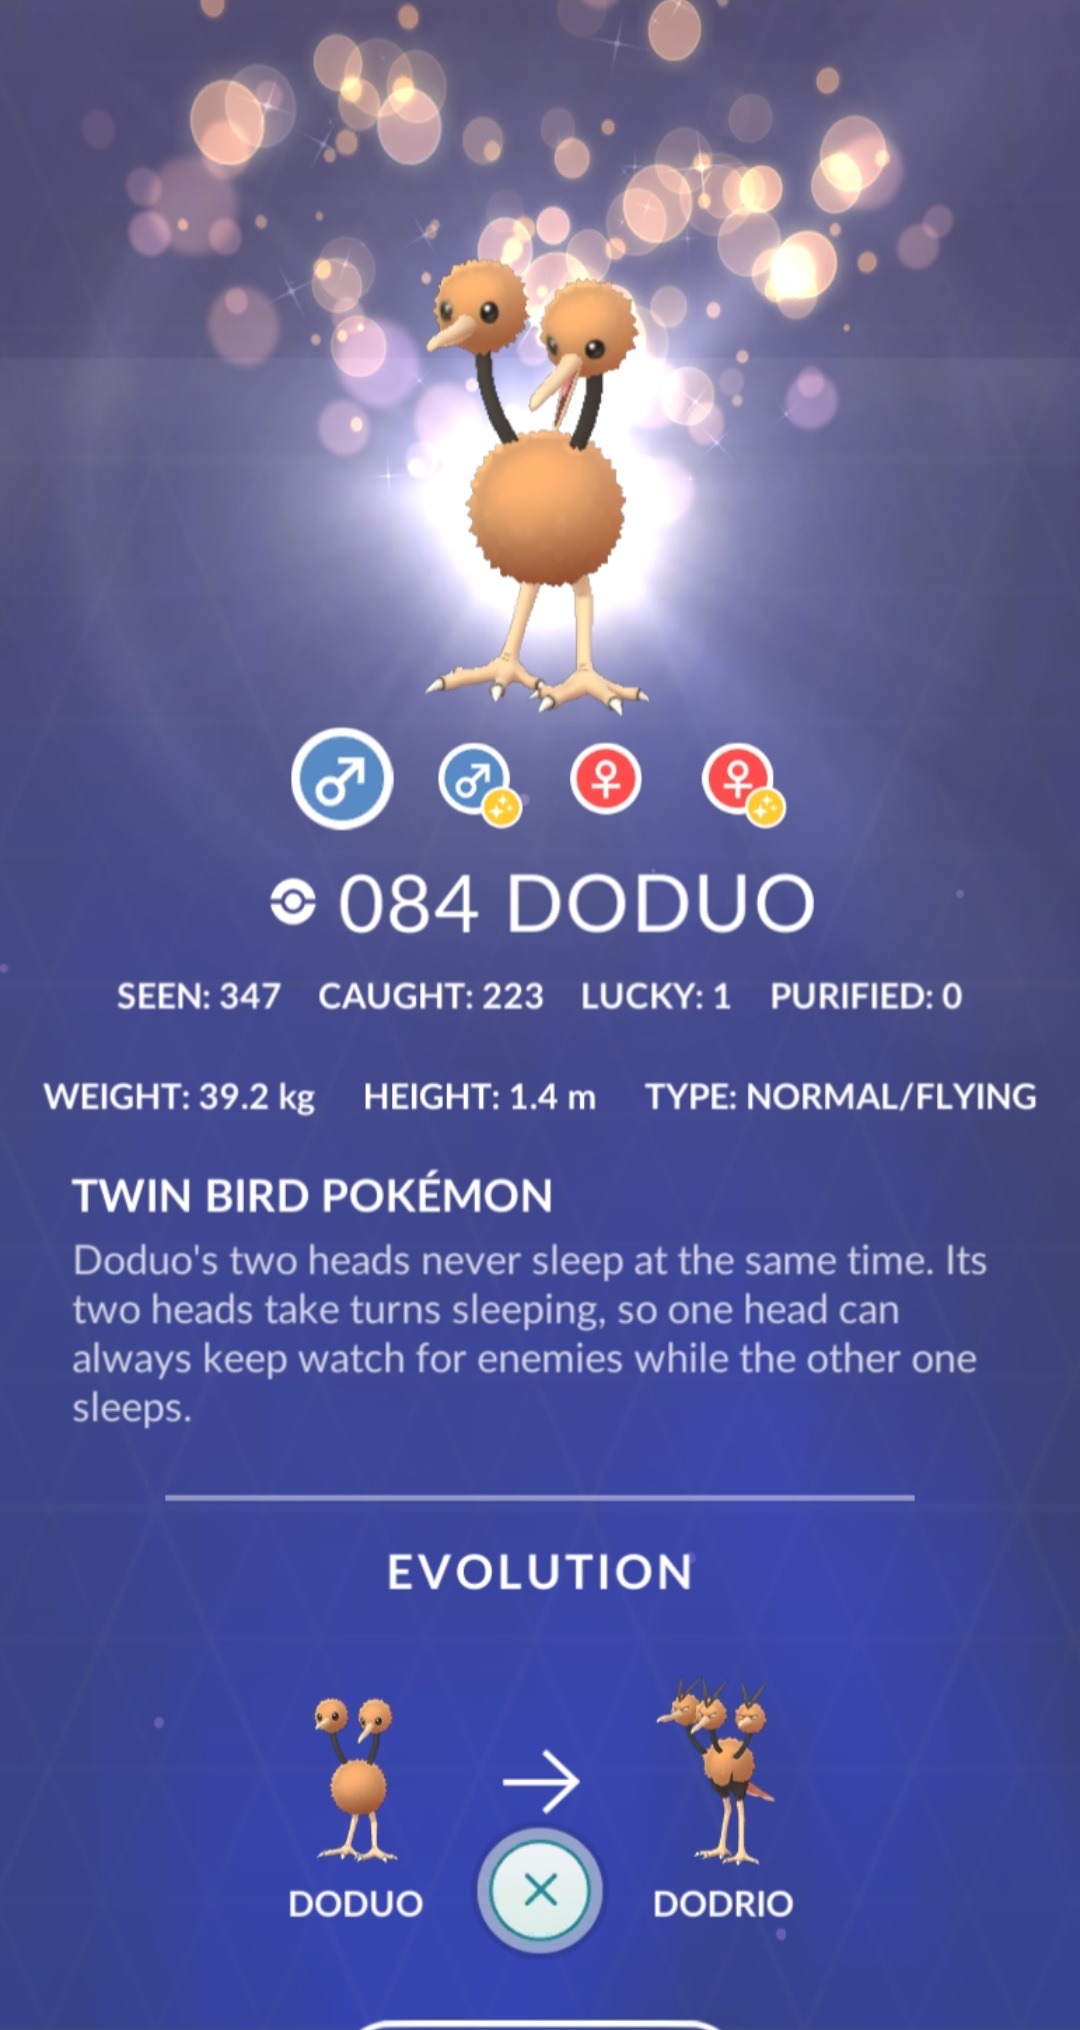 084 DODUO
SEEN: 347 CAUGHT: 223 LUCKY: 1 PURIFIED: 0
WEIGHT: 39.2 kg HEIGHT: 1.4 m TYPE: NORMAL/FLYING
TWIN BIRD POKÉMON
Doduo's two heads never sleep at the same time. Its
two heads take turns sleeping, so one head can
always keep watch for enemies while the other one
sleeps.
EVOLUTION
DODUO DODRIO